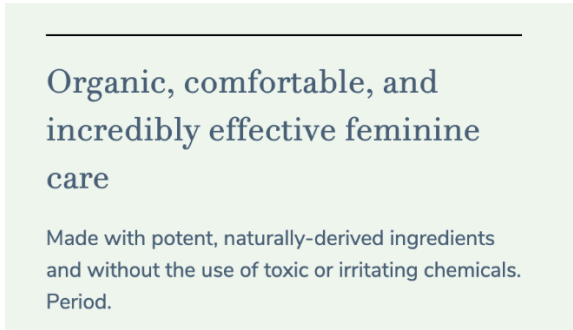 Organic, comfortable, and
incredibly effective feminine
care
Made with potent, naturally-derived ingredients
and without the use of toxic or irritating chemicals.
Period.